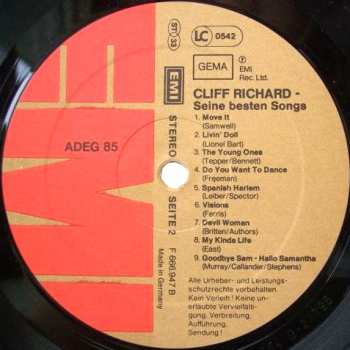 ST 33
EMI
STEREO
SEITE 2
F 666.947 B
Made in Germany
ADEG 85
LC 0542
GEMA
℗
EMI
Rec. Ltd.
CLIFF RICHARD -
Seine besten Songs
1. Move It
(Samwell)
2. Livin' Doll
(Lionel Bart)
3. The Young Ones
(Tepper/Bennett)
4. Do You Want To Dance
(Freeman)
5. Spanish Harlem
(Leiber/Spector)
6. Visions
(Ferris)
7. Devil Woman
(Britten/Authors)
8. My Kinda Life
(East)
9. Goodbye Sam - Hallo Samantha
(Murray/Callander/Stephens)
Alle Urheber- und Leistungs-
schutzrechte vorbehalten.
Kein Verleih! Keine un-
erlaubte Vervielfälti-
gung, Verbreitung,
Aufführung,
Sendung!